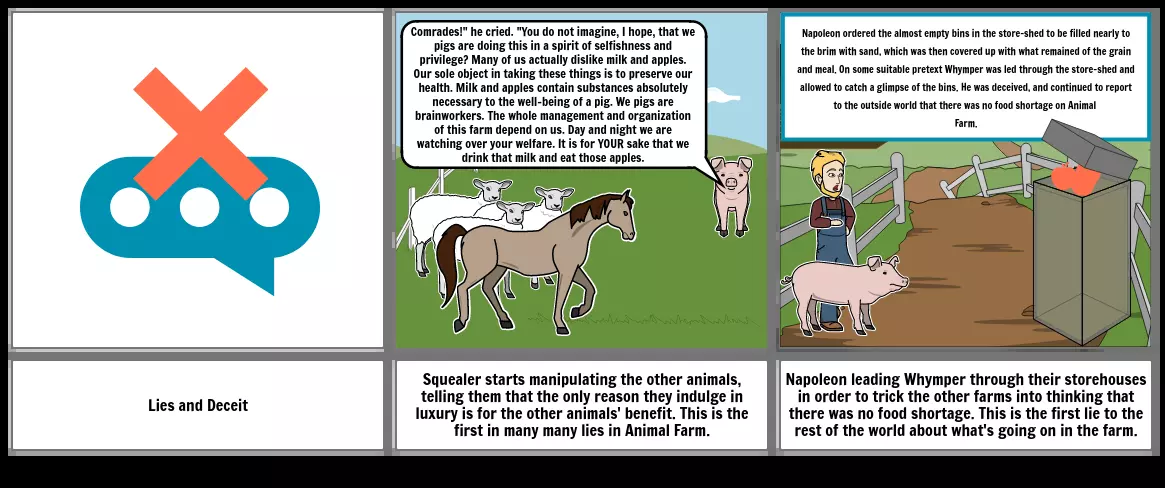 Comrades!" he cried. "You do not imagine, I hope, that we
pigs are doing this in a spirit of selfishness and
privilege? Many of us actually dislike milk and apples.
Our sole object in taking these things is to preserve our
health. Milk and apples contain substances absolutely
necessary to the well-being of a pig. We pigs are
brainworkers. The whole management and organization
of this farm depend on us. Day and night we are
watching over your welfare. It is for YOUR sake that we
drink that milk and eat those apples.
Napoleon ordered the almost empty bins in the store-shed to be filled nearly to
the brim with sand, which was then covered up with what remained of the grain
and meal. On some suitable pretext Whymper was led through the store-shed and
allowed to catch a glimpse of the bins. He was deceived, and continued to report
to the outside world that there was no food shortage on Animal
Farm.
Lies and Deceit
Squealer starts manipulating the other animals,
telling them that the only reason they indulge in
luxury is for the other animals' benefit. This is the
first in many many lies in Animal Farm.
Napoleon leading Whymper through their storehouses
in order to trick the other farms into thinking that
there was no food shortage. This is the first lie to the
rest of the world about what's going on in the farm.